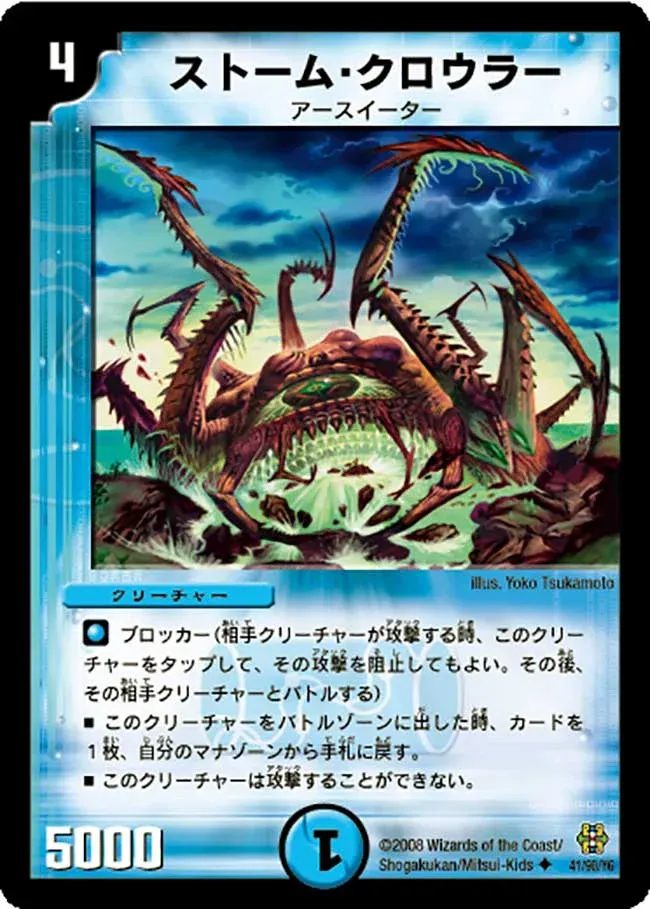 4
ストーム・クロウラー
アースイーター
illus. Yoko Tsukamoto
クリーチャー
ブロッカー(相手クリーチャーが攻撃する時、このクリー
チャーをタップして、その攻撃を阻止してもよい。その後、
その相手クリーチャーとバトルする)
■ このクリーチャーをバトルゾーンに出した時、カードを
1枚、自分のマナゾーンから手札に戻す。
■ このクリーチャーは攻撃することができない。
5000
1
©2008 Wizards of the Coast/
Shogakukan/Mitsui-Kids ◆ 41/90/Y6